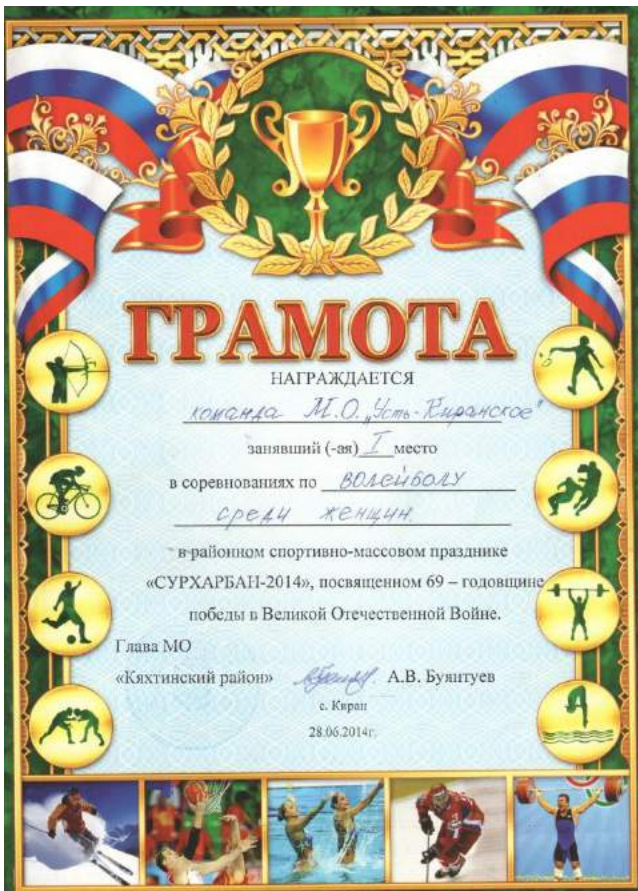 ГРАМОТА
НАГРАЖДАЕТСЯ
команда М.О. „Усть-Киранское"
занявший (-ая) I место
в соревнованиях по волейболу
среди женщин.
в районном спортивно-массовом празднике
«СУРХАРБАН-2014», посвященном 69 – годовщине
победы в Великой Отечественной Войне.
Глава МО
«Кяхтинский район» А.В. Буянтуев
с. Киран
28.06.2014г.